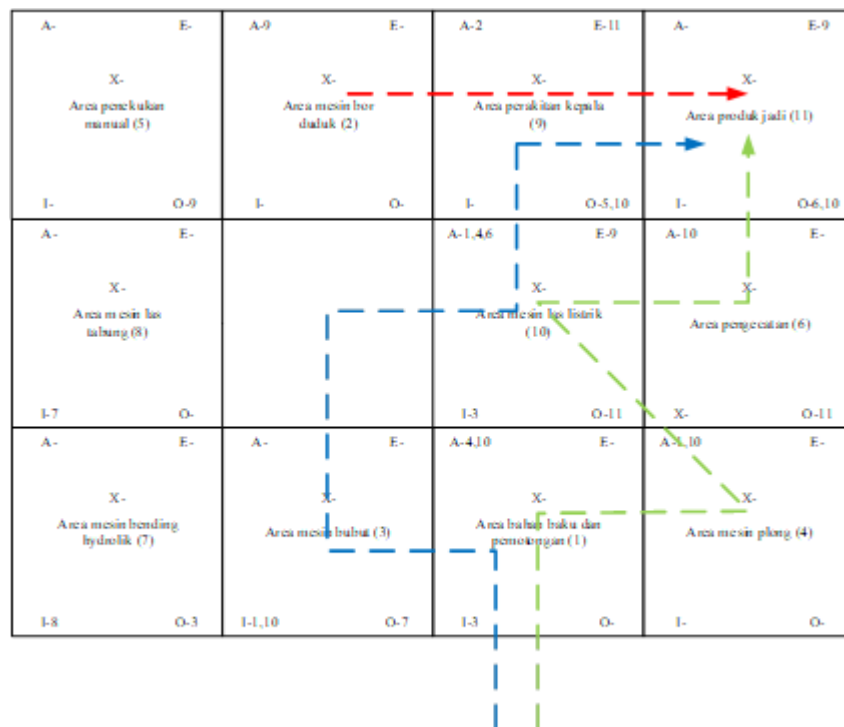 A- E- A-9 E- A-2 E-11 A- E-9
X- X- X- X-
Area penekukan Area mesin bor Area perakitan kepala Area produk jadi (11)
manual (5) duduk (2) (9)
I- O-9 I- O- I- O-5,10 I- O-6,10
A- E- A-1,4,6 E-9 A-10 E-
X- X- X-
Area mesin las Area mesin las listrik Area pengecatan (6)
tabung (8) (10)
I-7 O- I-3 O-11 X- O-11
A- E- A- E- A-4,10 E- A-1,10 E-
X- X- X- X-
Area mesin bending Area mesin bubut (3) Area bahan baku dan Area mesin plong (4)
hydrolik (7) pemotongan (1)
I-8 O-3 I-1,10 O-7 I-3 O- I- O-